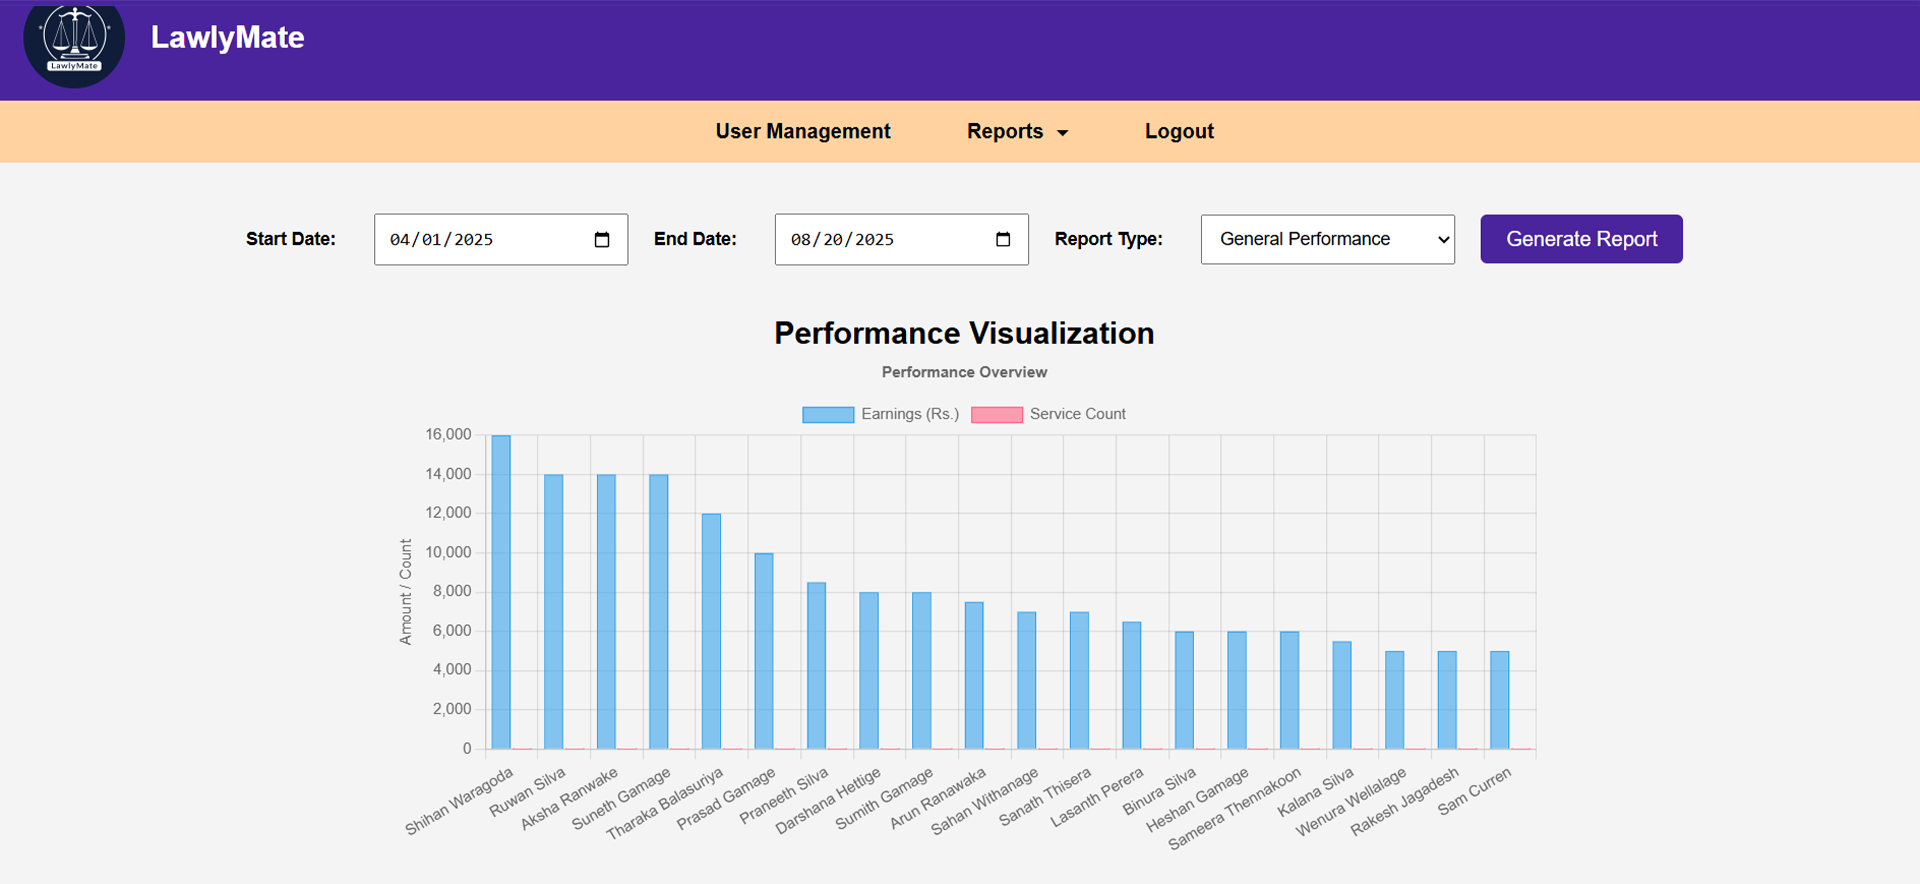 LawlyMate
LawlyMate
User Management Reports Logout
Start Date: 04/01/2025 End Date: 08/20/2025 Report Type: General Performance Generate Report
Performance Visualization
Performance Overview
Earnings (Rs.) Service Count
Amount / Count
16,000
14,000
12,000
10,000
8,000
6,000
4,000
2,000
0
Shihan Waragoda
Ruwan Silva
Aksha Ranwake
Suneth Gamage
Tharaka Balasuriya
Prasad Gamage
Praneeth Silva
Darshana Hettige
Sumith Gamage
Arun Ranawaka
Sahan Withanage
Sanath Thisera
Lasanth Perera
Binura Silva
Heshan Gamage
Sameera Thennakoon
Kalana Silva
Wenura Wellalage
Rakesh Jagadesh
Sam Curren